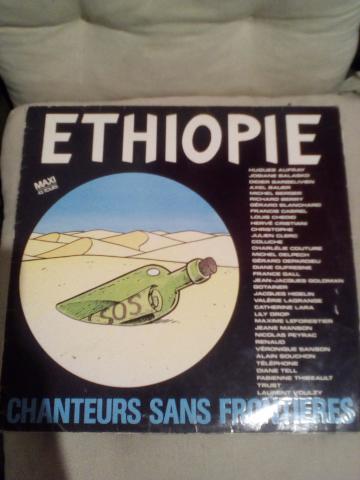 ETHIOPIE
MAXI
45 TOURS
HUGUES AUFRAY
JOSIANE BALASKO
DIDIER BARBELIVIEN
AXEL BAUER
MICHEL BERGER
RICHARD BERRY
GÉRARD BLANCHARD
FRANCIS CABREL
LOUIS CHEDID
HERVÉ CRISTIANI
CHRISTOPHE
JULIEN CLERC
COLUCHE
CHARLÉLIE COUTURE
MICHEL DELPECH
GÉRARD DEPARDIEU
DIANE DUFRESNE
FRANCE GALL
JEAN-JACQUES GOLDMAN
GOTAINER
JACQUES HIGELIN
VALÉRIE LAGRANGE
CATHERINE LARA
LILY DROP
MAXIME LEFORESTIER
JEANE MANSON
NICOLAS PEYRAC
RENAUD
VÉRONIQUE SANSON
ALAIN SOUCHON
TÉLÉPHONE
DIANE TELL
FABIENNE THIBEAULT
TRUST
LAURENT VOULZY
SOS
CHANTEURS SANS FRONTIERES